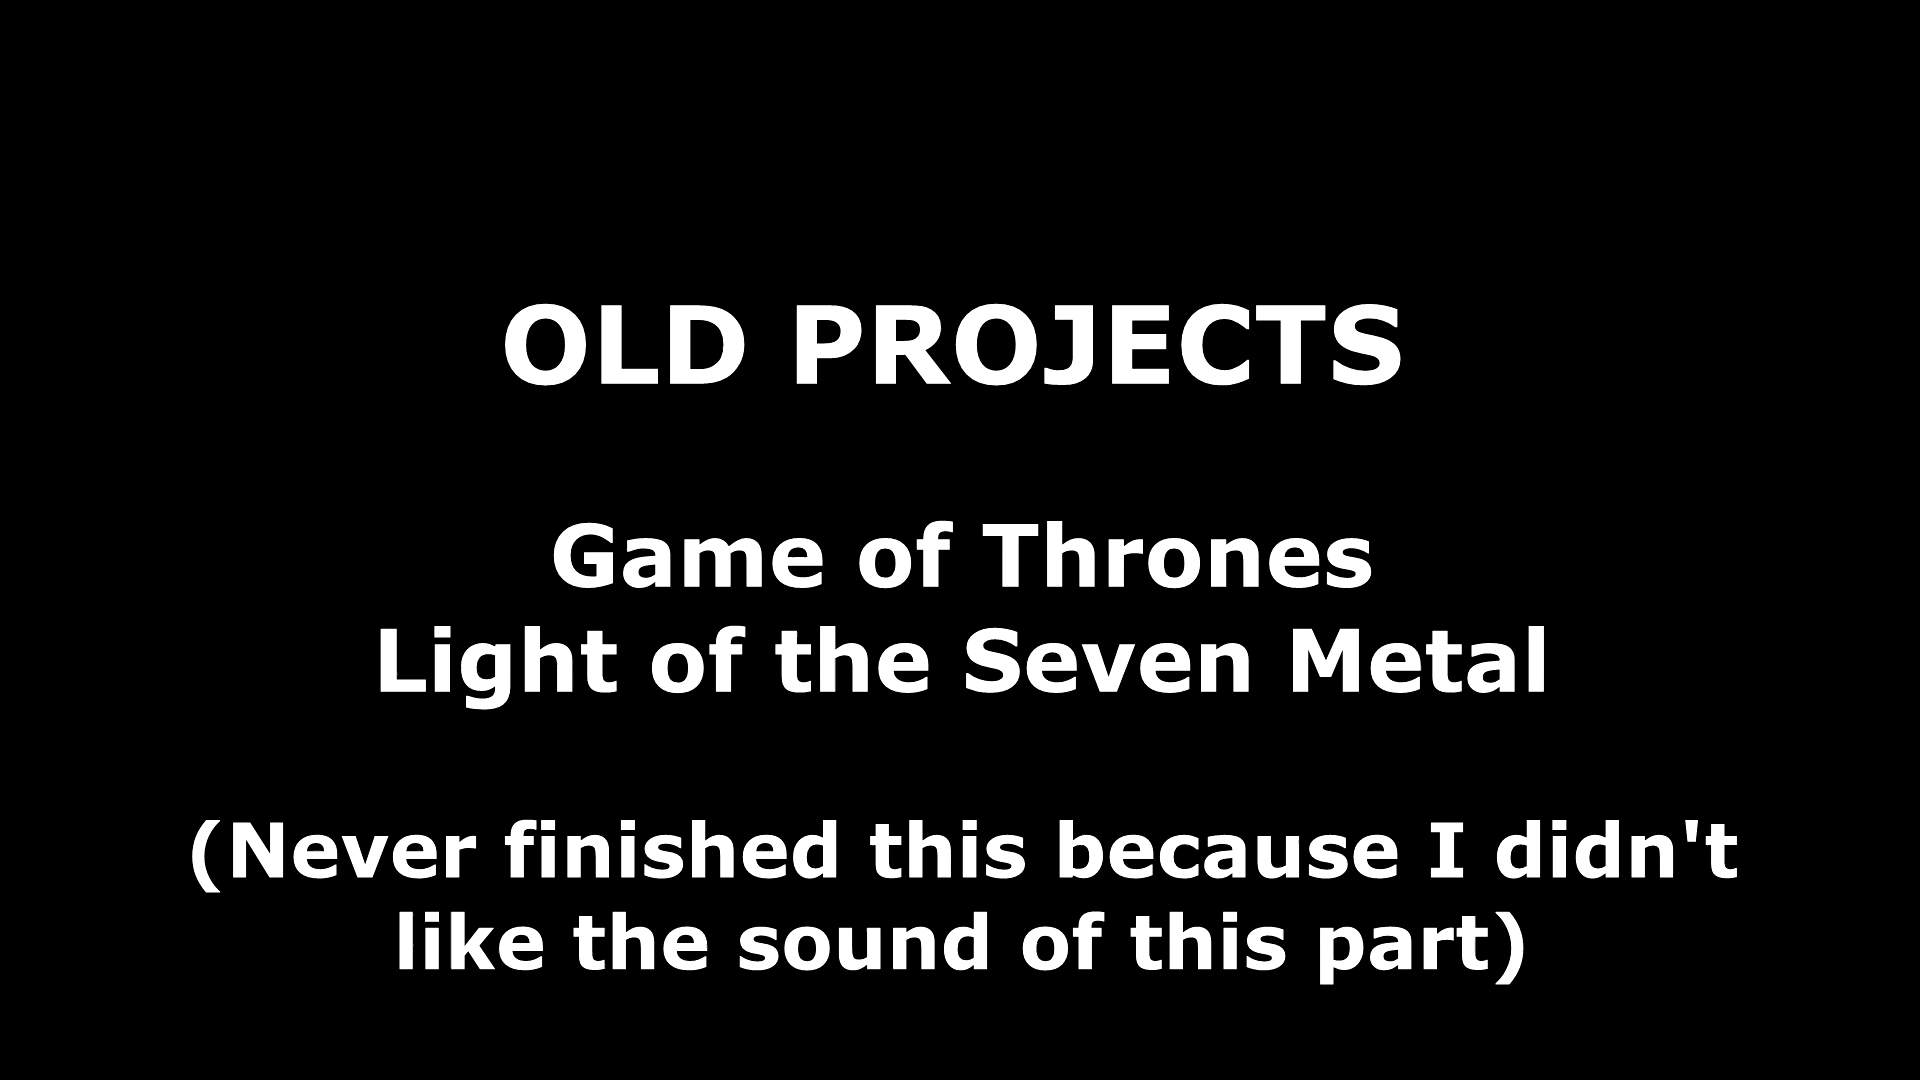 OLD PROJECTS
Game of Thrones
Light of the Seven Metal
(Never finished this because I didn't
like the sound of this part)